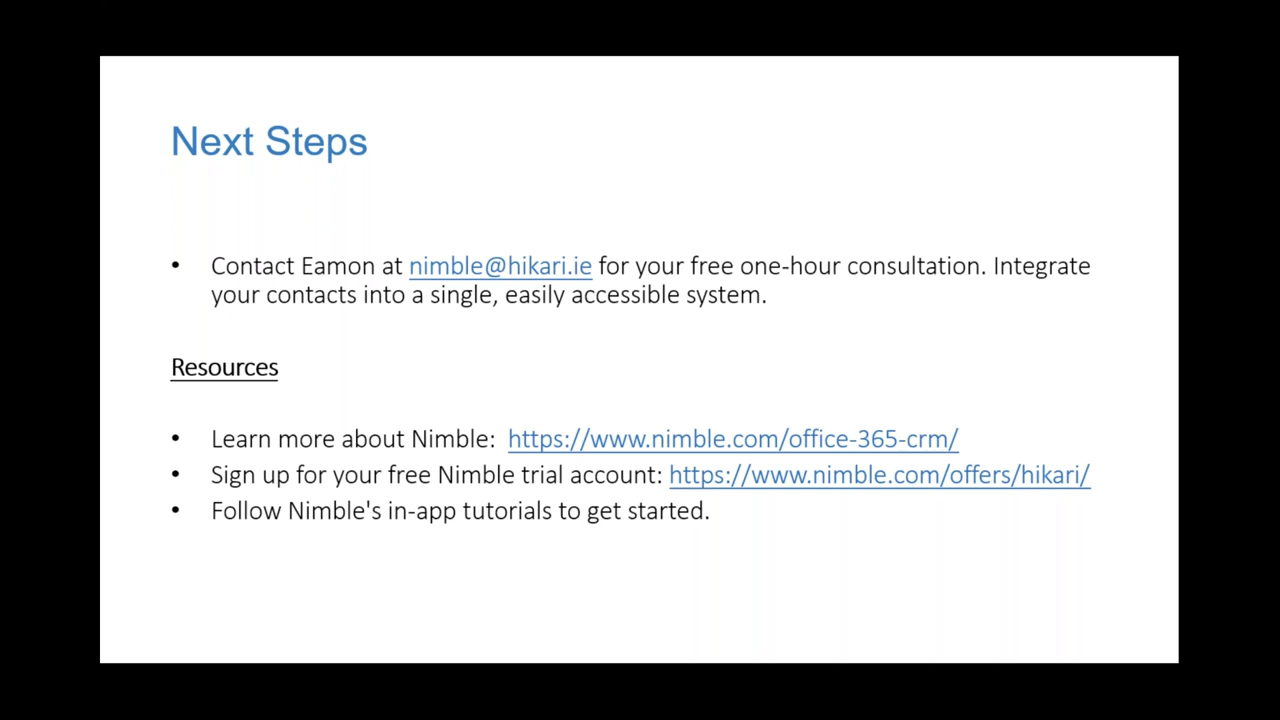 Next Steps
• Contact Eamon at nimble@hikari.ie for your free one-hour consultation. Integrate
your contacts into a single, easily accessible system.
Resources
• Learn more about Nimble: https://www.nimble.com/office-365-crm/
• Sign up for your free Nimble trial account: https://www.nimble.com/offers/hikari/
• Follow Nimble's in-app tutorials to get started.